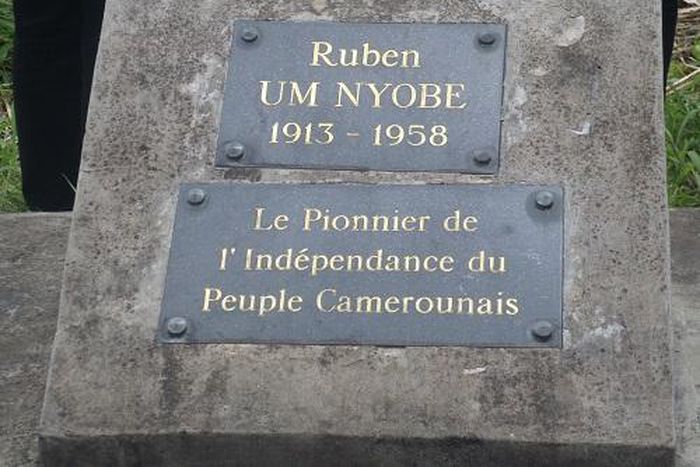 Ruben
UM NYOBE
1913 - 1958
Le Pionnier de
l'Indépendance du
Peuple Camerounais